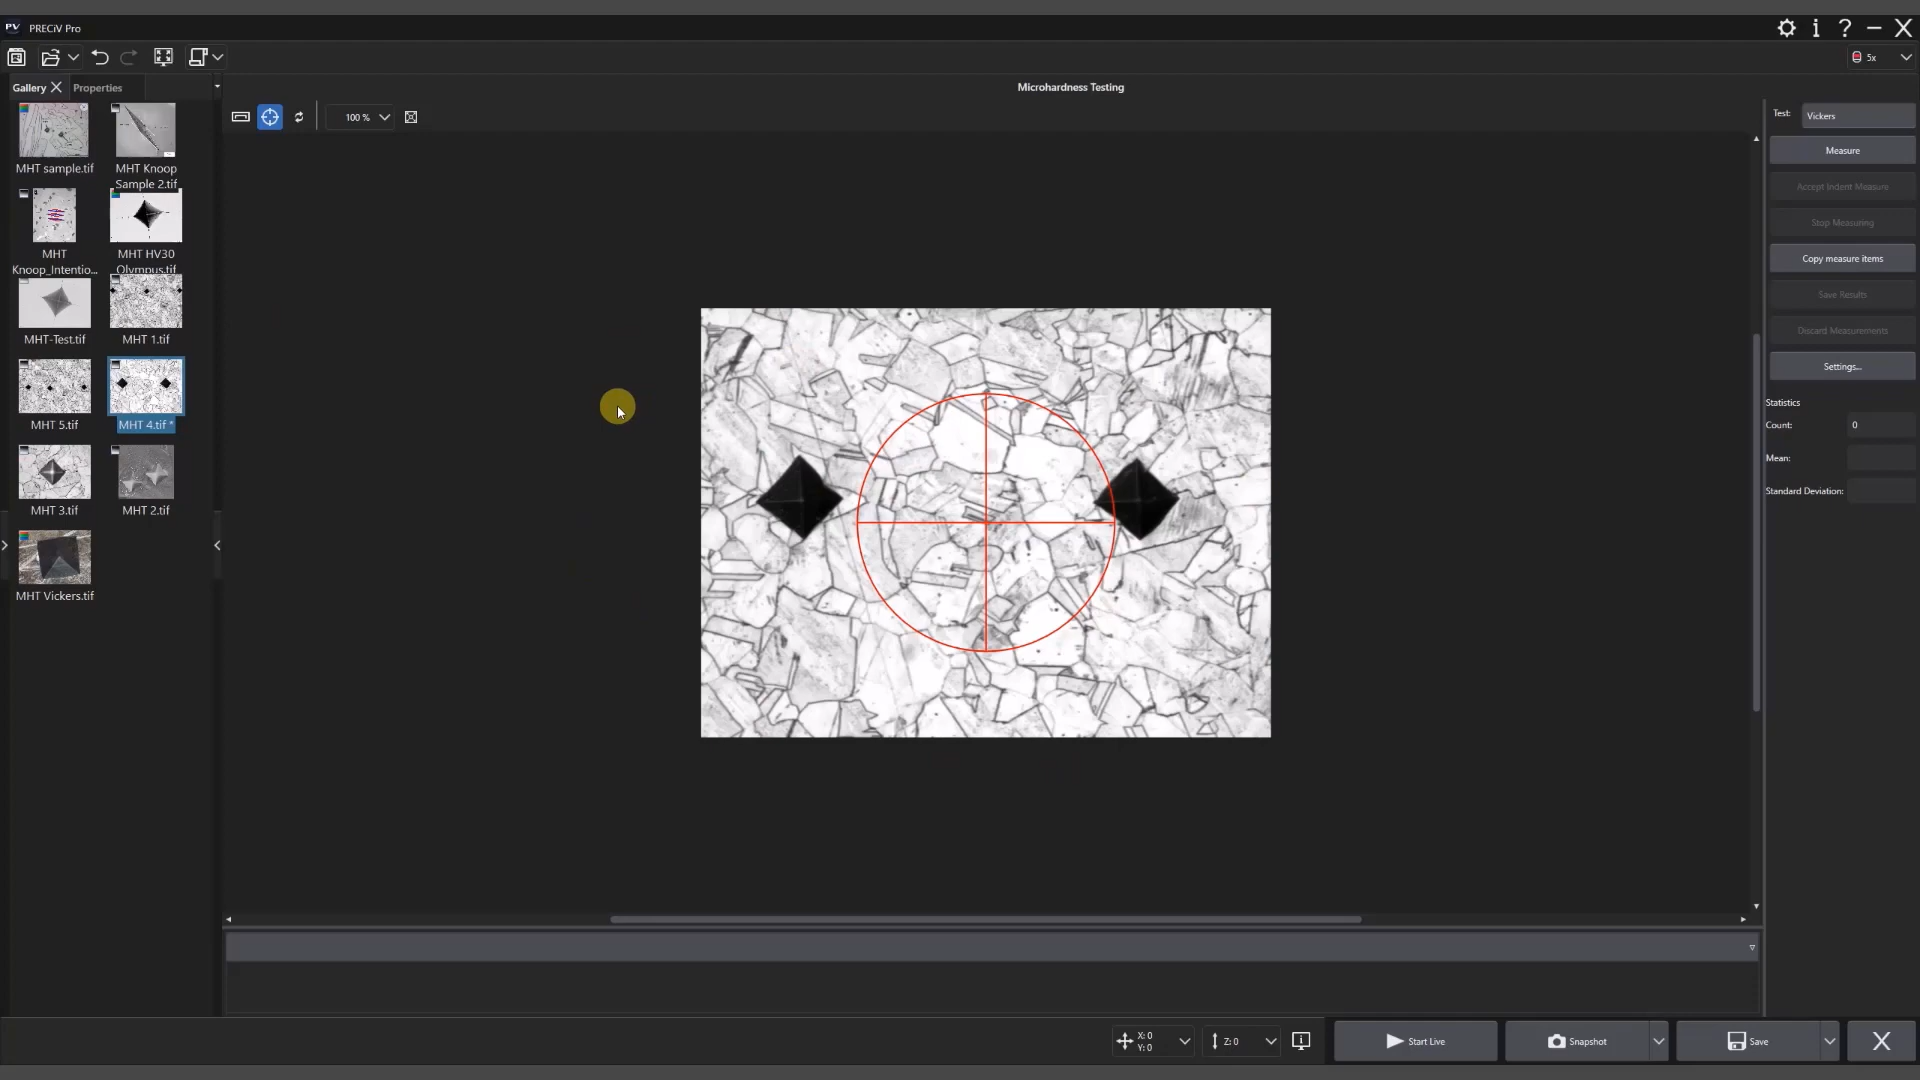 PV PRECiV Pro
5x
Gallery
Properties
Microhardness Testing
100 %
MHT sample.tif
MHT Knoop
Sample 2.tif
MHT
Knoop_Intentio...
MHT HV30
Olympus.tif
MHT-Test.tif
MHT 1.tif
MHT 5.tif
MHT 4.tif *
MHT 3.tif
MHT 2.tif
MHT Vickers.tif
Test:
Vickers
Measure
Accept Indent Measure
Stop Measuring
Copy measure items
Save Results
Discard Measurements
Settings...
Statistics
Count:
0
Mean:
Standard Deviation:
X: 0
Y: 0
Z: 0
Start Live
Snapshot
Save